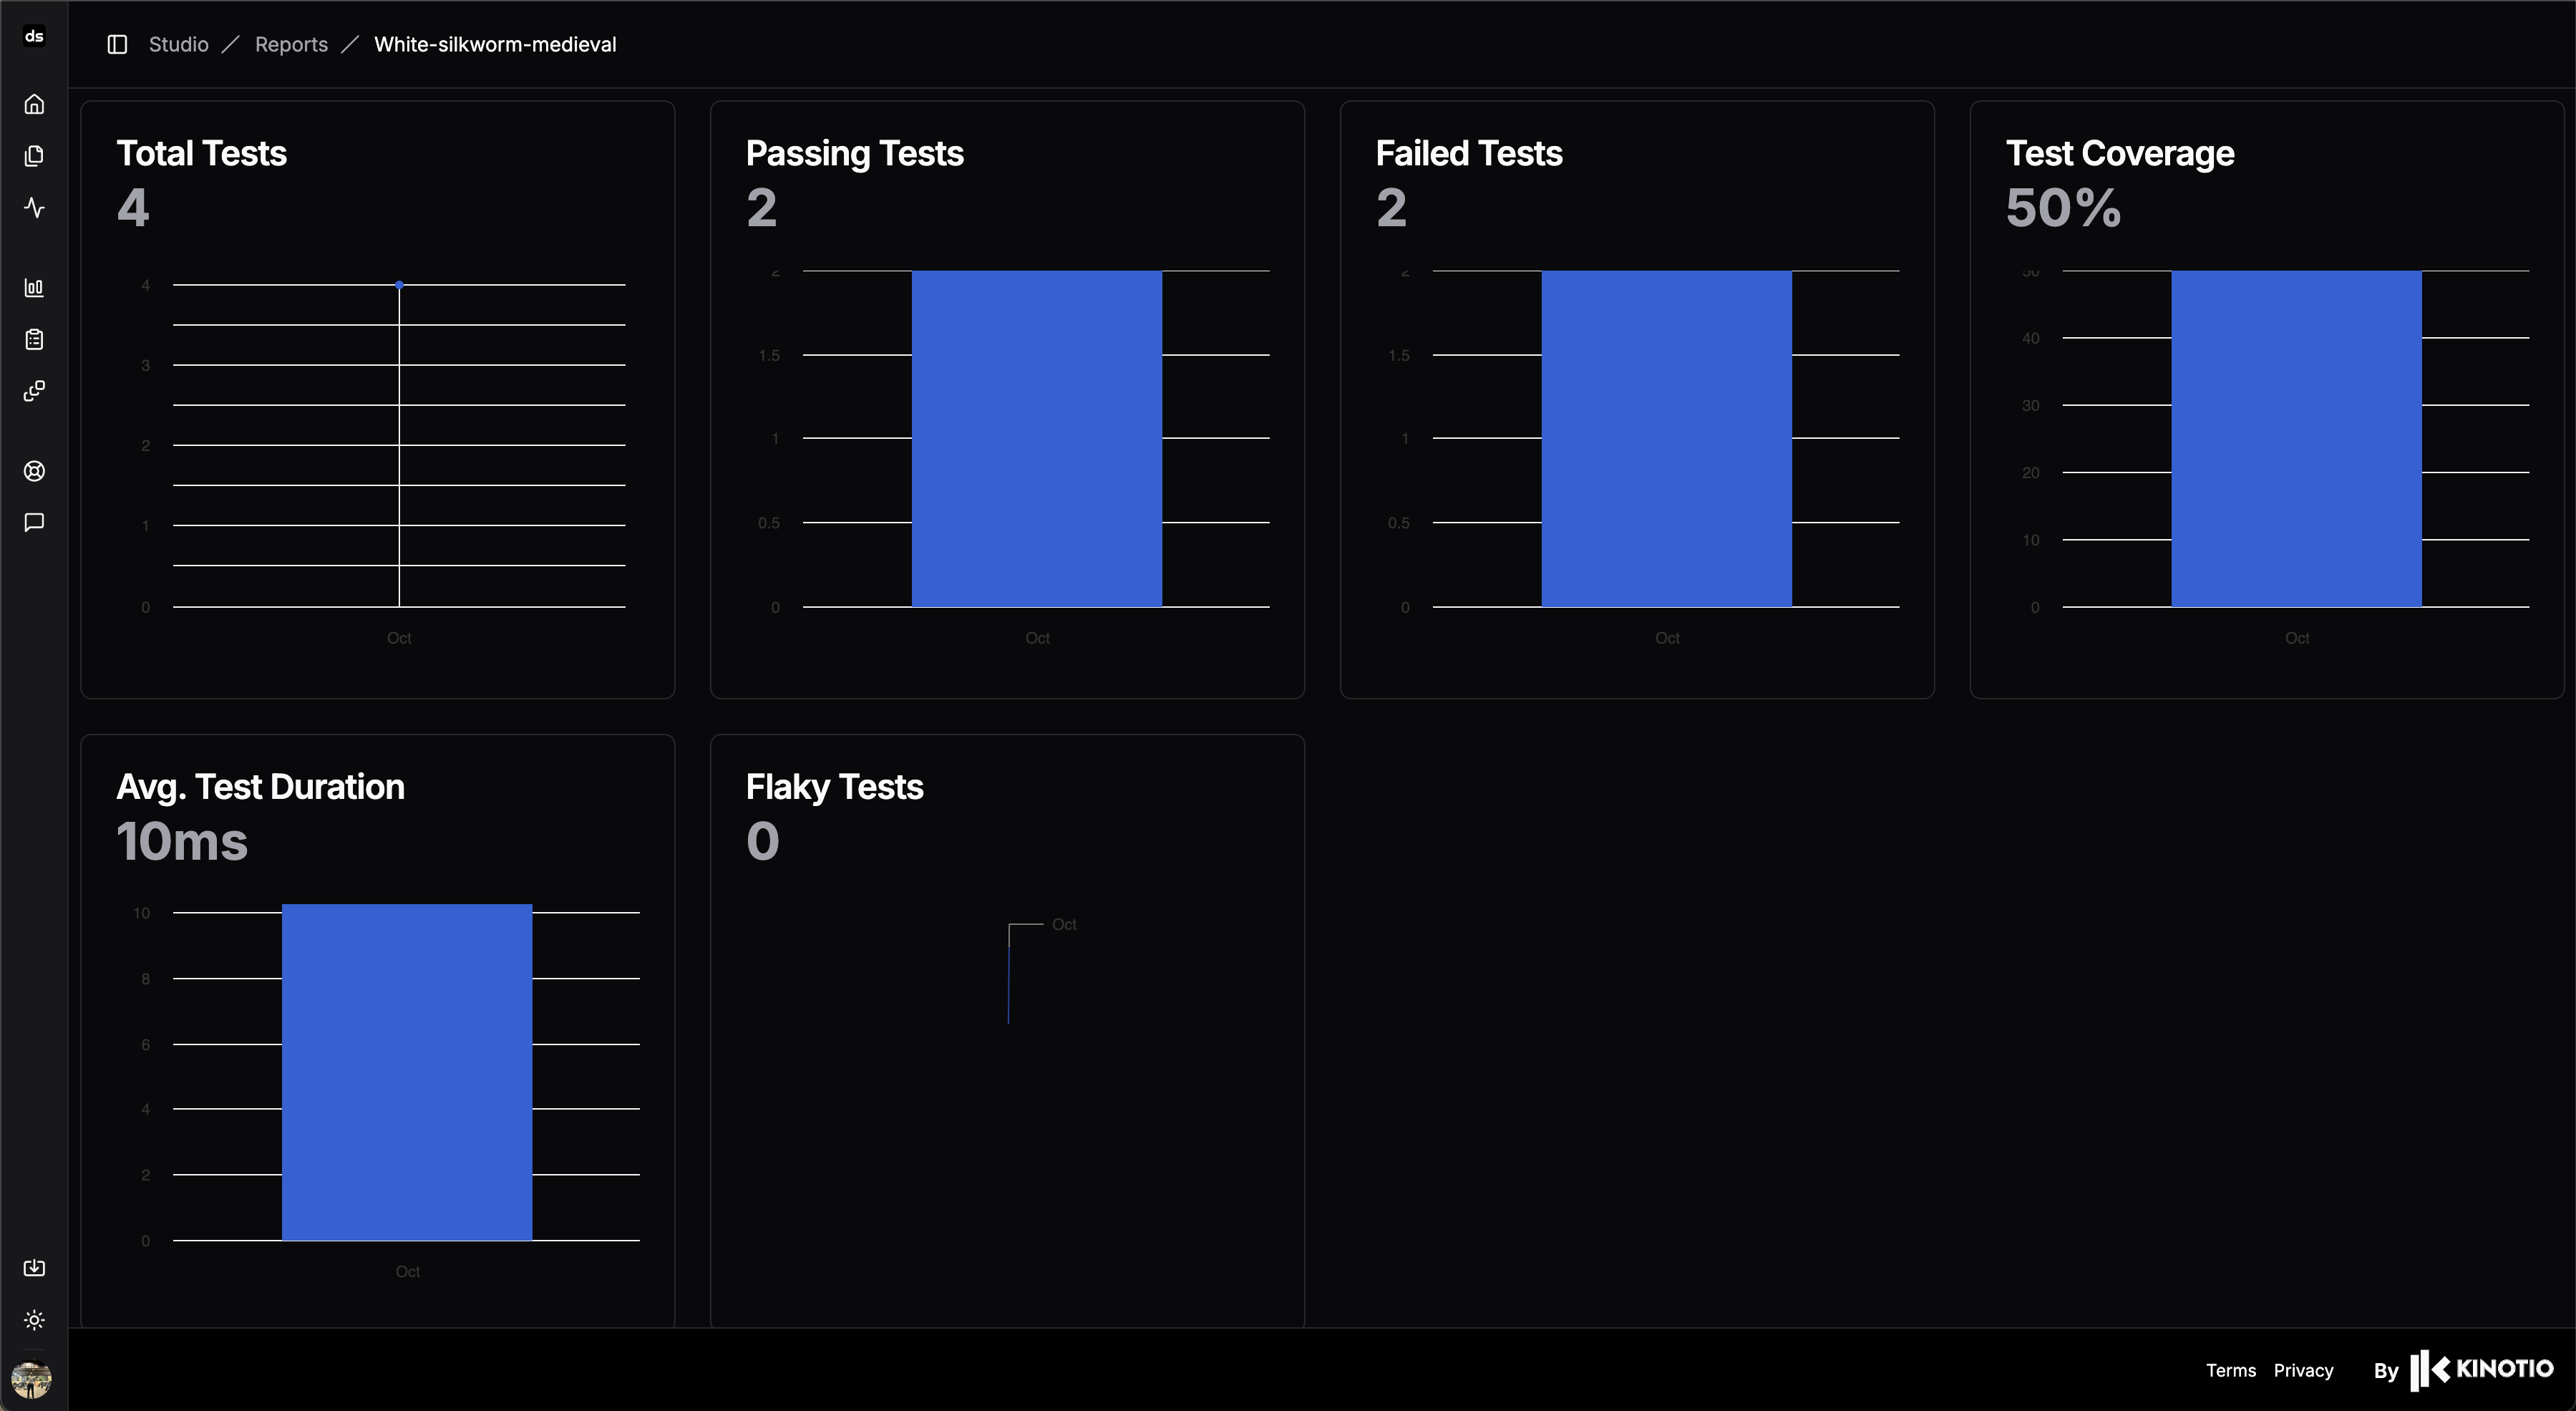 ds
Studio / Reports / White-silkworm-medieval
Total Tests
4
4
3
2
1
0
Oct
Passing Tests
2
2
1.5
1
0.5
0
Oct
Failed Tests
2
2
1.5
1
0.5
0
Oct
Test Coverage
50%
50
40
30
20
10
0
Oct
Avg. Test Duration
10ms
10
8
6
4
2
0
Oct
Flaky Tests
0
Oct
Terms Privacy By KINOTIO